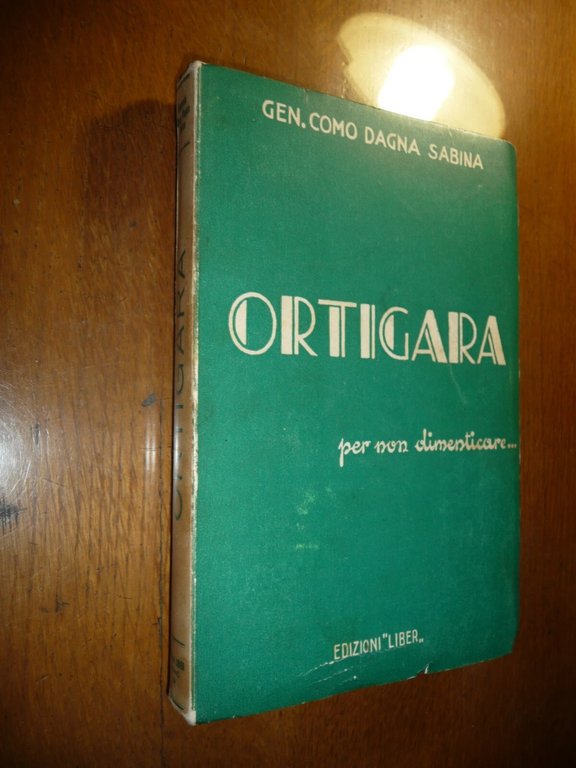 GEN. COMO DAGNA SABINA
ORTIGARA
per non dimenticare...
EDIZIONI "LIBER„
ORTIGARA